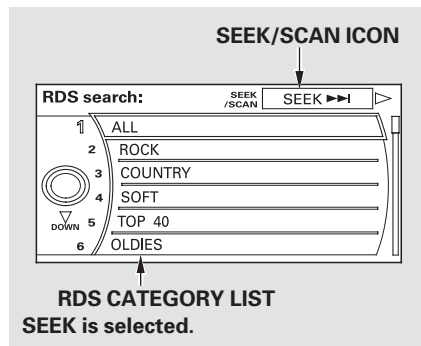 SEEK/SCAN ICON
RDS search: SEEK /SCAN SEEK ▶▶I
1 ALL
2 ROCK
3 COUNTRY
4 SOFT
DOWN 5 TOP 40
6 OLDIES
RDS CATEGORY LIST
SEEK is selected.